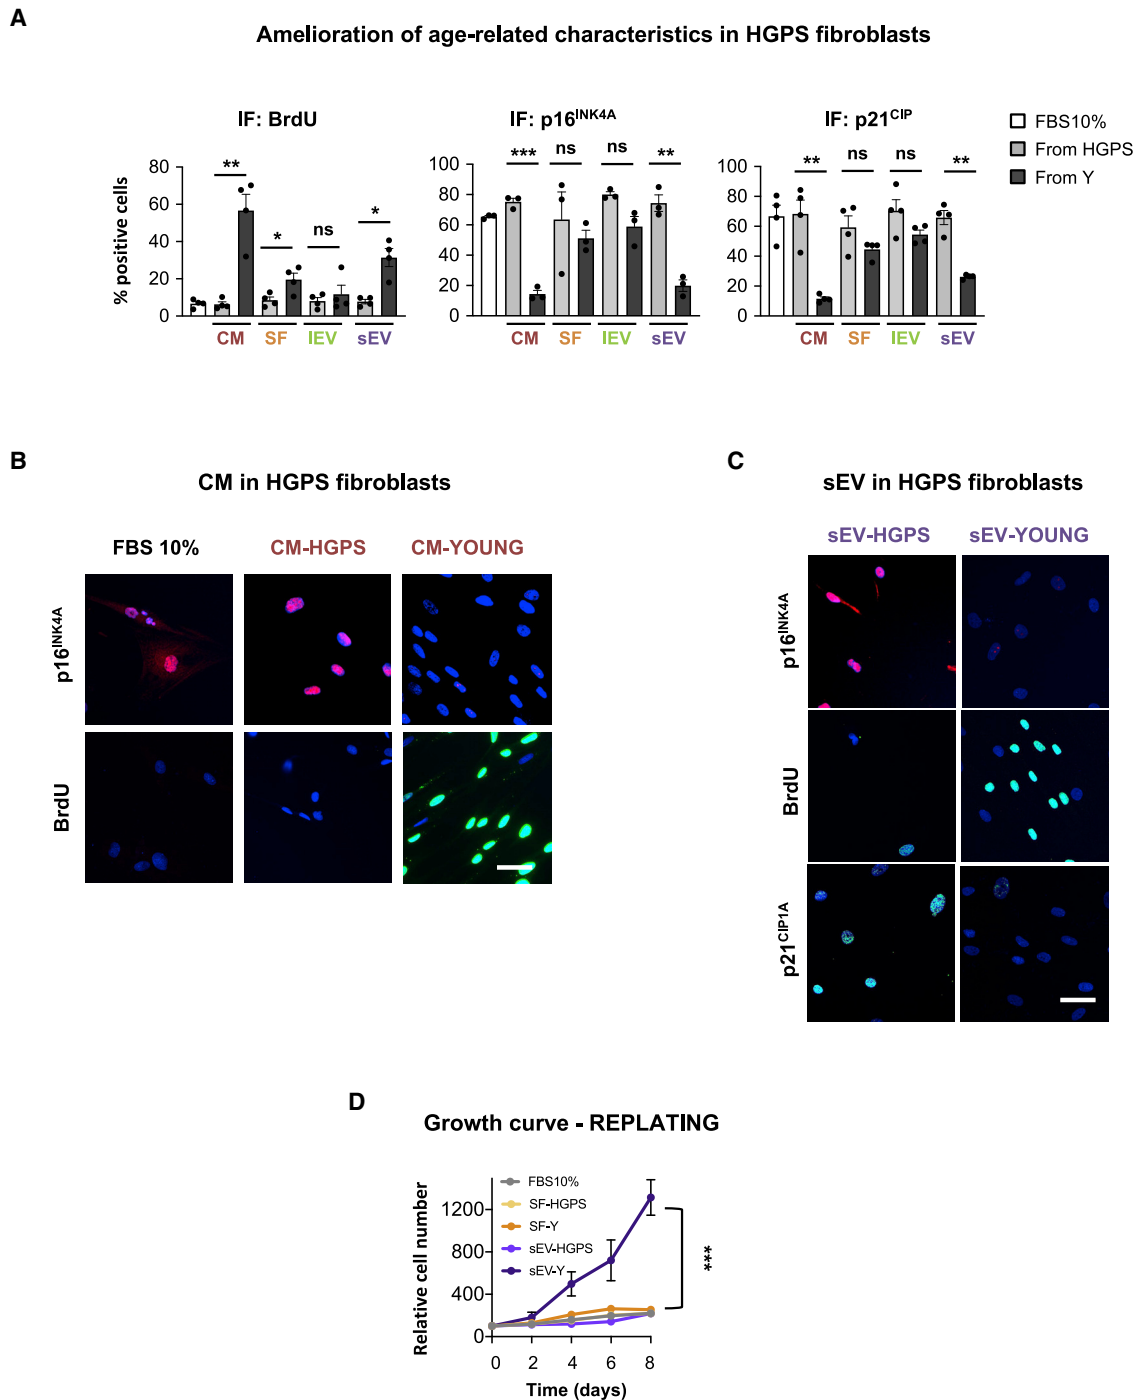 A
Amelioration of age-related characteristics in HGPS fibroblasts
IF: BrdU
% positive cells
80
60
40
20
0
**
*
ns
*
CM
SF
lEV
sEV
IF: p16INK4A
100
80
60
40
20
0
***
ns
ns
**
CM
SF
lEV
sEV
IF: p21CIP
100
80
60
40
20
0
**
ns
ns
**
CM
SF
lEV
sEV
FBS10%
From HGPS
From Y
B
CM in HGPS fibroblasts
FBS 10%
CM-HGPS
CM-YOUNG
p16INK4A
BrdU
C
sEV in HGPS fibroblasts
sEV-HGPS
sEV-YOUNG
p16INK4A
BrdU
p21CIP1A
D
Growth curve - REPLATING
Relative cell number
1200
800
400
0
FBS10%
SF-HGPS
SF-Y
sEV-HGPS
sEV-Y
***
0 2 4 6 8
Time (days)